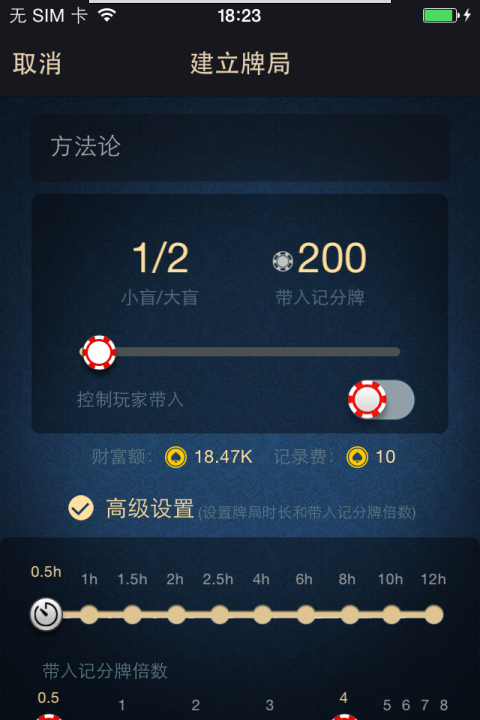 无 SIM 卡 18:23
取消 建立牌局
方法论
1/2 200
小盲/大盲 带入记分牌
控制玩家带入
财富额: 18.47K 记录费: 10
高级设置 (设置牌局时长和带入记分牌倍数)
0.5h 1h 1.5h 2h 2.5h 4h 6h 8h 10h 12h
带入记分牌倍数
0.5 1 2 3 4 5 6 7 8